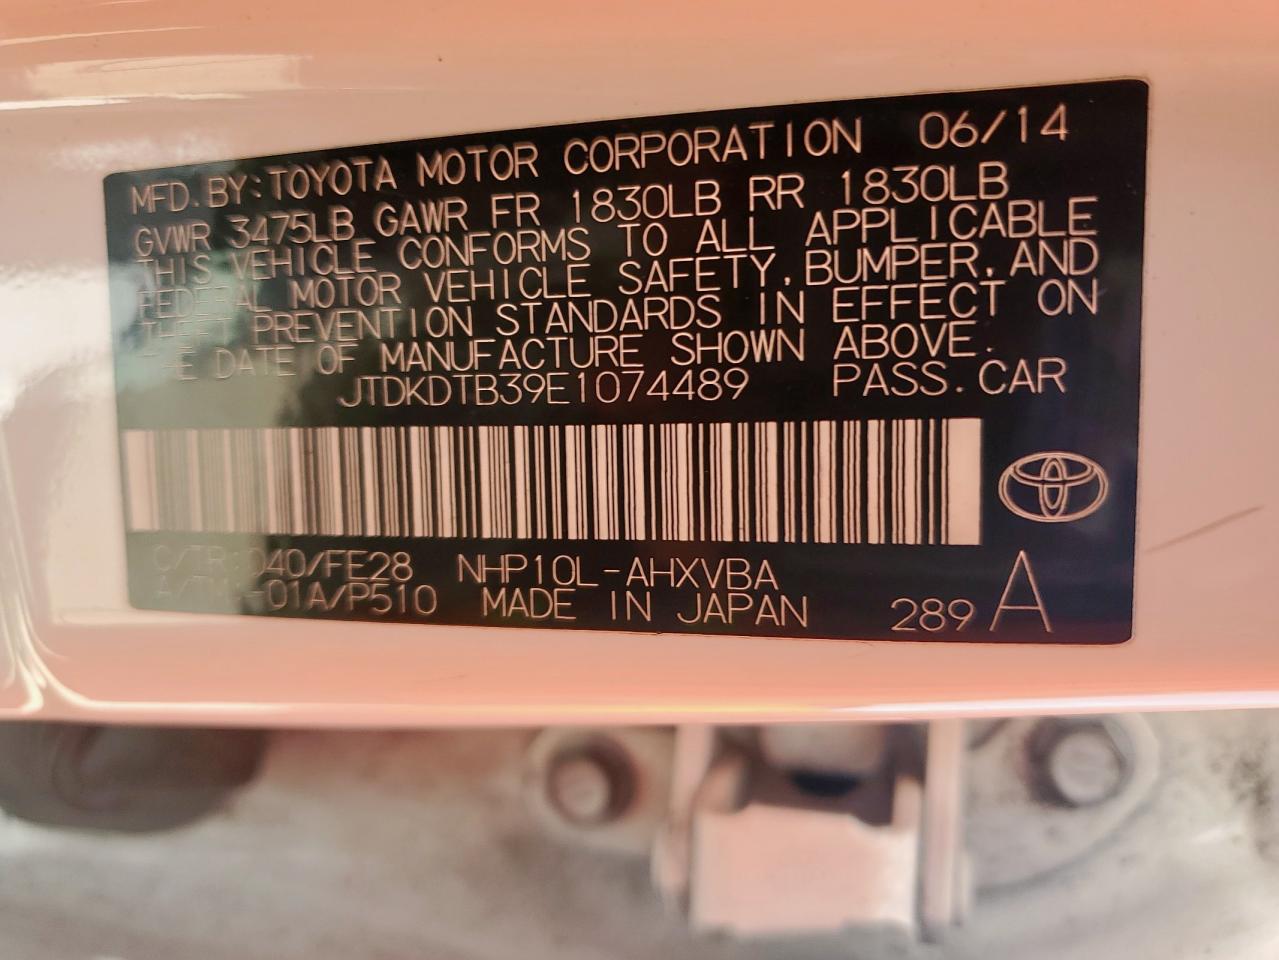 MFD.BY:TOYOTA MOTOR CORPORATION 06/14
GVWR 3475LB GAWR FR 1830LB RR 1830LB
THIS VEHICLE CONFORMS TO ALL APPLICABLE
FEDERAL MOTOR VEHICLE SAFETY,BUMPER,AND
THEFT PREVENTION STANDARDS IN EFFECT ON
THE DATE OF MANUFACTURE SHOWN ABOVE.
JTDKDTB39E1074489 PASS.CAR
C/TR:040/FE28 NHP10L-AHXVBA
-01A/P510 MADE IN JAPAN 289 A